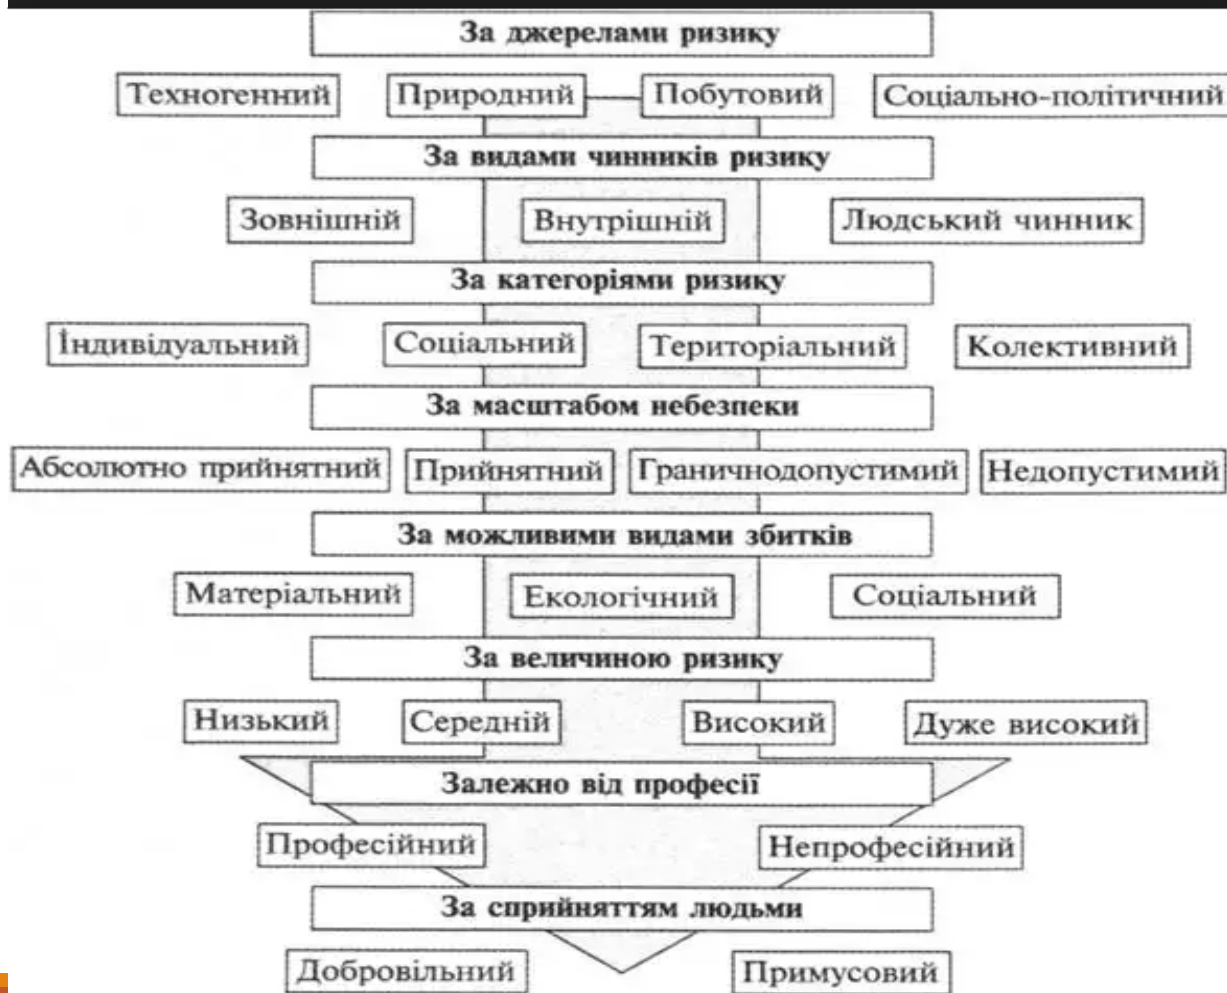 За джерелами ризику
Техногенний Природний Побутовий Соціально-політичний
За видами чинників ризику
Зовнішній Внутрішній Людський чинник
За категоріями ризику
Індивідуальний Соціальний Територіальний Колективний
За масштабом небезпеки
Абсолютно прийнятний Прийнятний Граничнодопустимий Недопустимий
За можливими видами збитків
Матеріальний Екологічний Соціальний
За величиною ризику
Низький Середній Високий Дуже високий
Залежно від професії
Професійний Непрофесійний
За сприйняттям людьми
Добровільний Примусовий